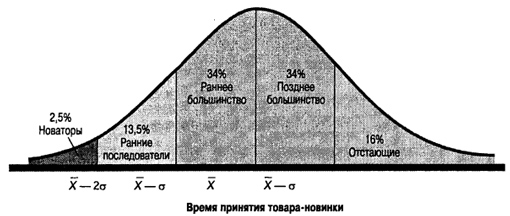 34%
Раннее
большинство
34%
Позднее
большинство
2,5%
Новаторы
13,5%
Ранние
последователи
16%
Отстающие
X̅ — 2σ X̅ — σ X̅ X̅ — σ
Время принятия товара-новинки